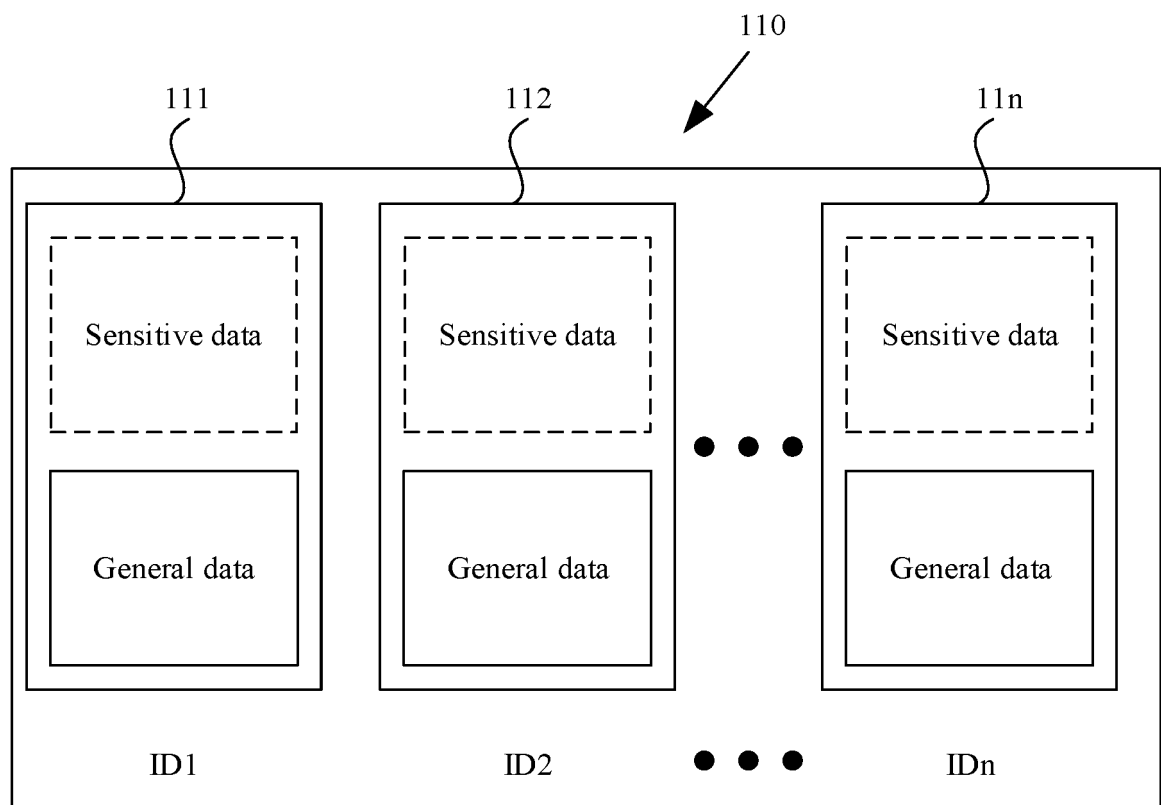 110
111 112 11n
Sensitive data Sensitive data Sensitive data
General data General data General data
ID1 ID2 IDn